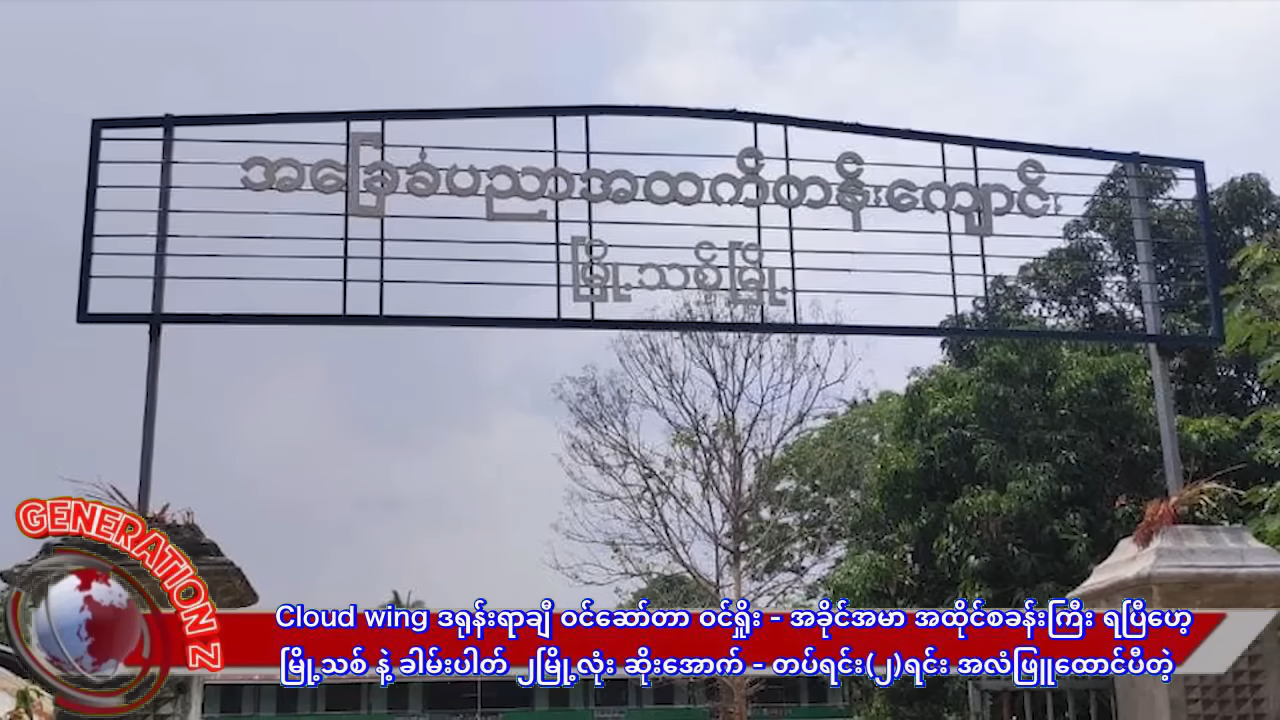 အခြေခံပညာအထက်တန်းကျောင်း
မြို့သစ်မြို့
GENERATION Z
Cloud wing ဒရုန်းရာချီ ဝင်ဆော်တာ ဝင်ရှိုး - အခိုင်အမာ အထိုင်စခန်းကြီး ရပြီဟေ့
မြို့သစ် နဲ့ ခါမ်းပါတ် ၂မြို့လုံး ဆိုးအောက် - တပ်ရင်း(၂)ရင်း အလံဖြူထောင်ပီတဲ့